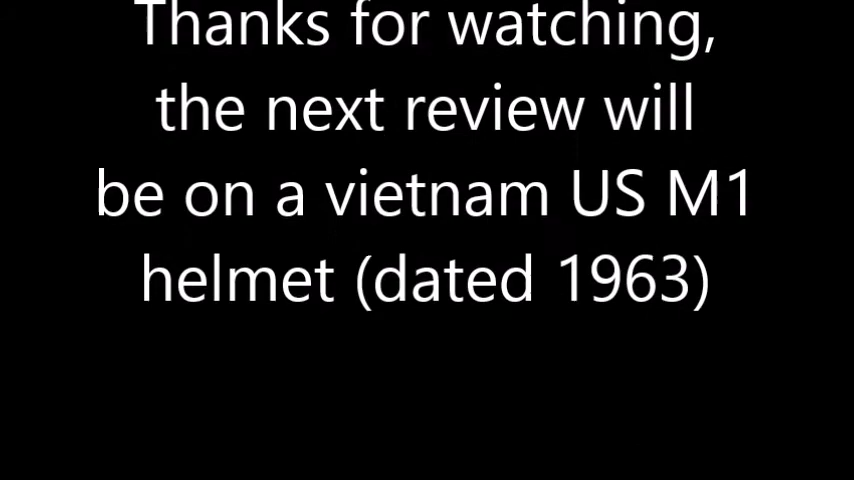 Thanks for watching,
the next review will
be on a vietnam US M1
helmet (dated 1963)